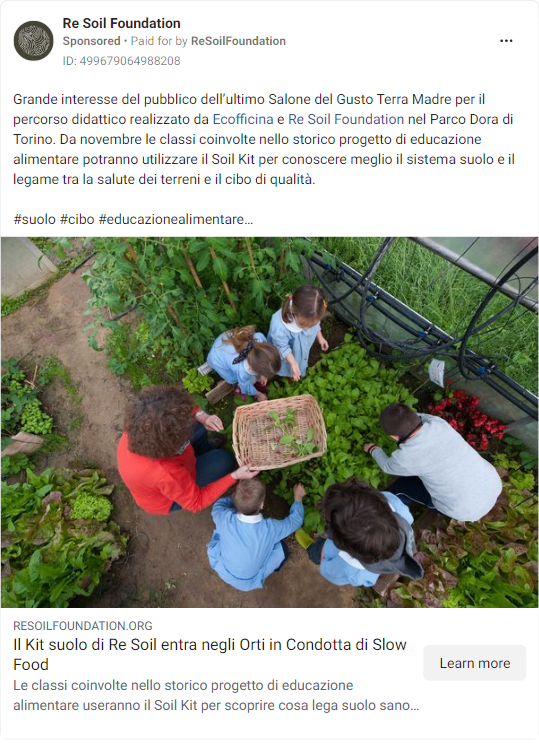 Re Soil Foundation
Sponsored • Paid for by ReSoilFoundation
ID: 499679064988208
Grande interesse del pubblico dell’ultimo Salone del Gusto Terra Madre per il
percorso didattico realizzato da Ecofficina e Re Soil Foundation nel Parco Dora di
Torino. Da novembre le classi coinvolte nello storico progetto di educazione
alimentare potranno utilizzare il Soil Kit per conoscere meglio il sistema suolo e il
legame tra la salute dei terreni e il cibo di qualità.
#suolo #cibo #educazionealimentare...
RESOILFOUNDATION.ORG
Il Kit suolo di Re Soil entra negli Orti in Condotta di Slow
Food
Learn more
Le classi coinvolte nello storico progetto di educazione
alimentare useranno il Soil Kit per scoprire cosa lega suolo sano...